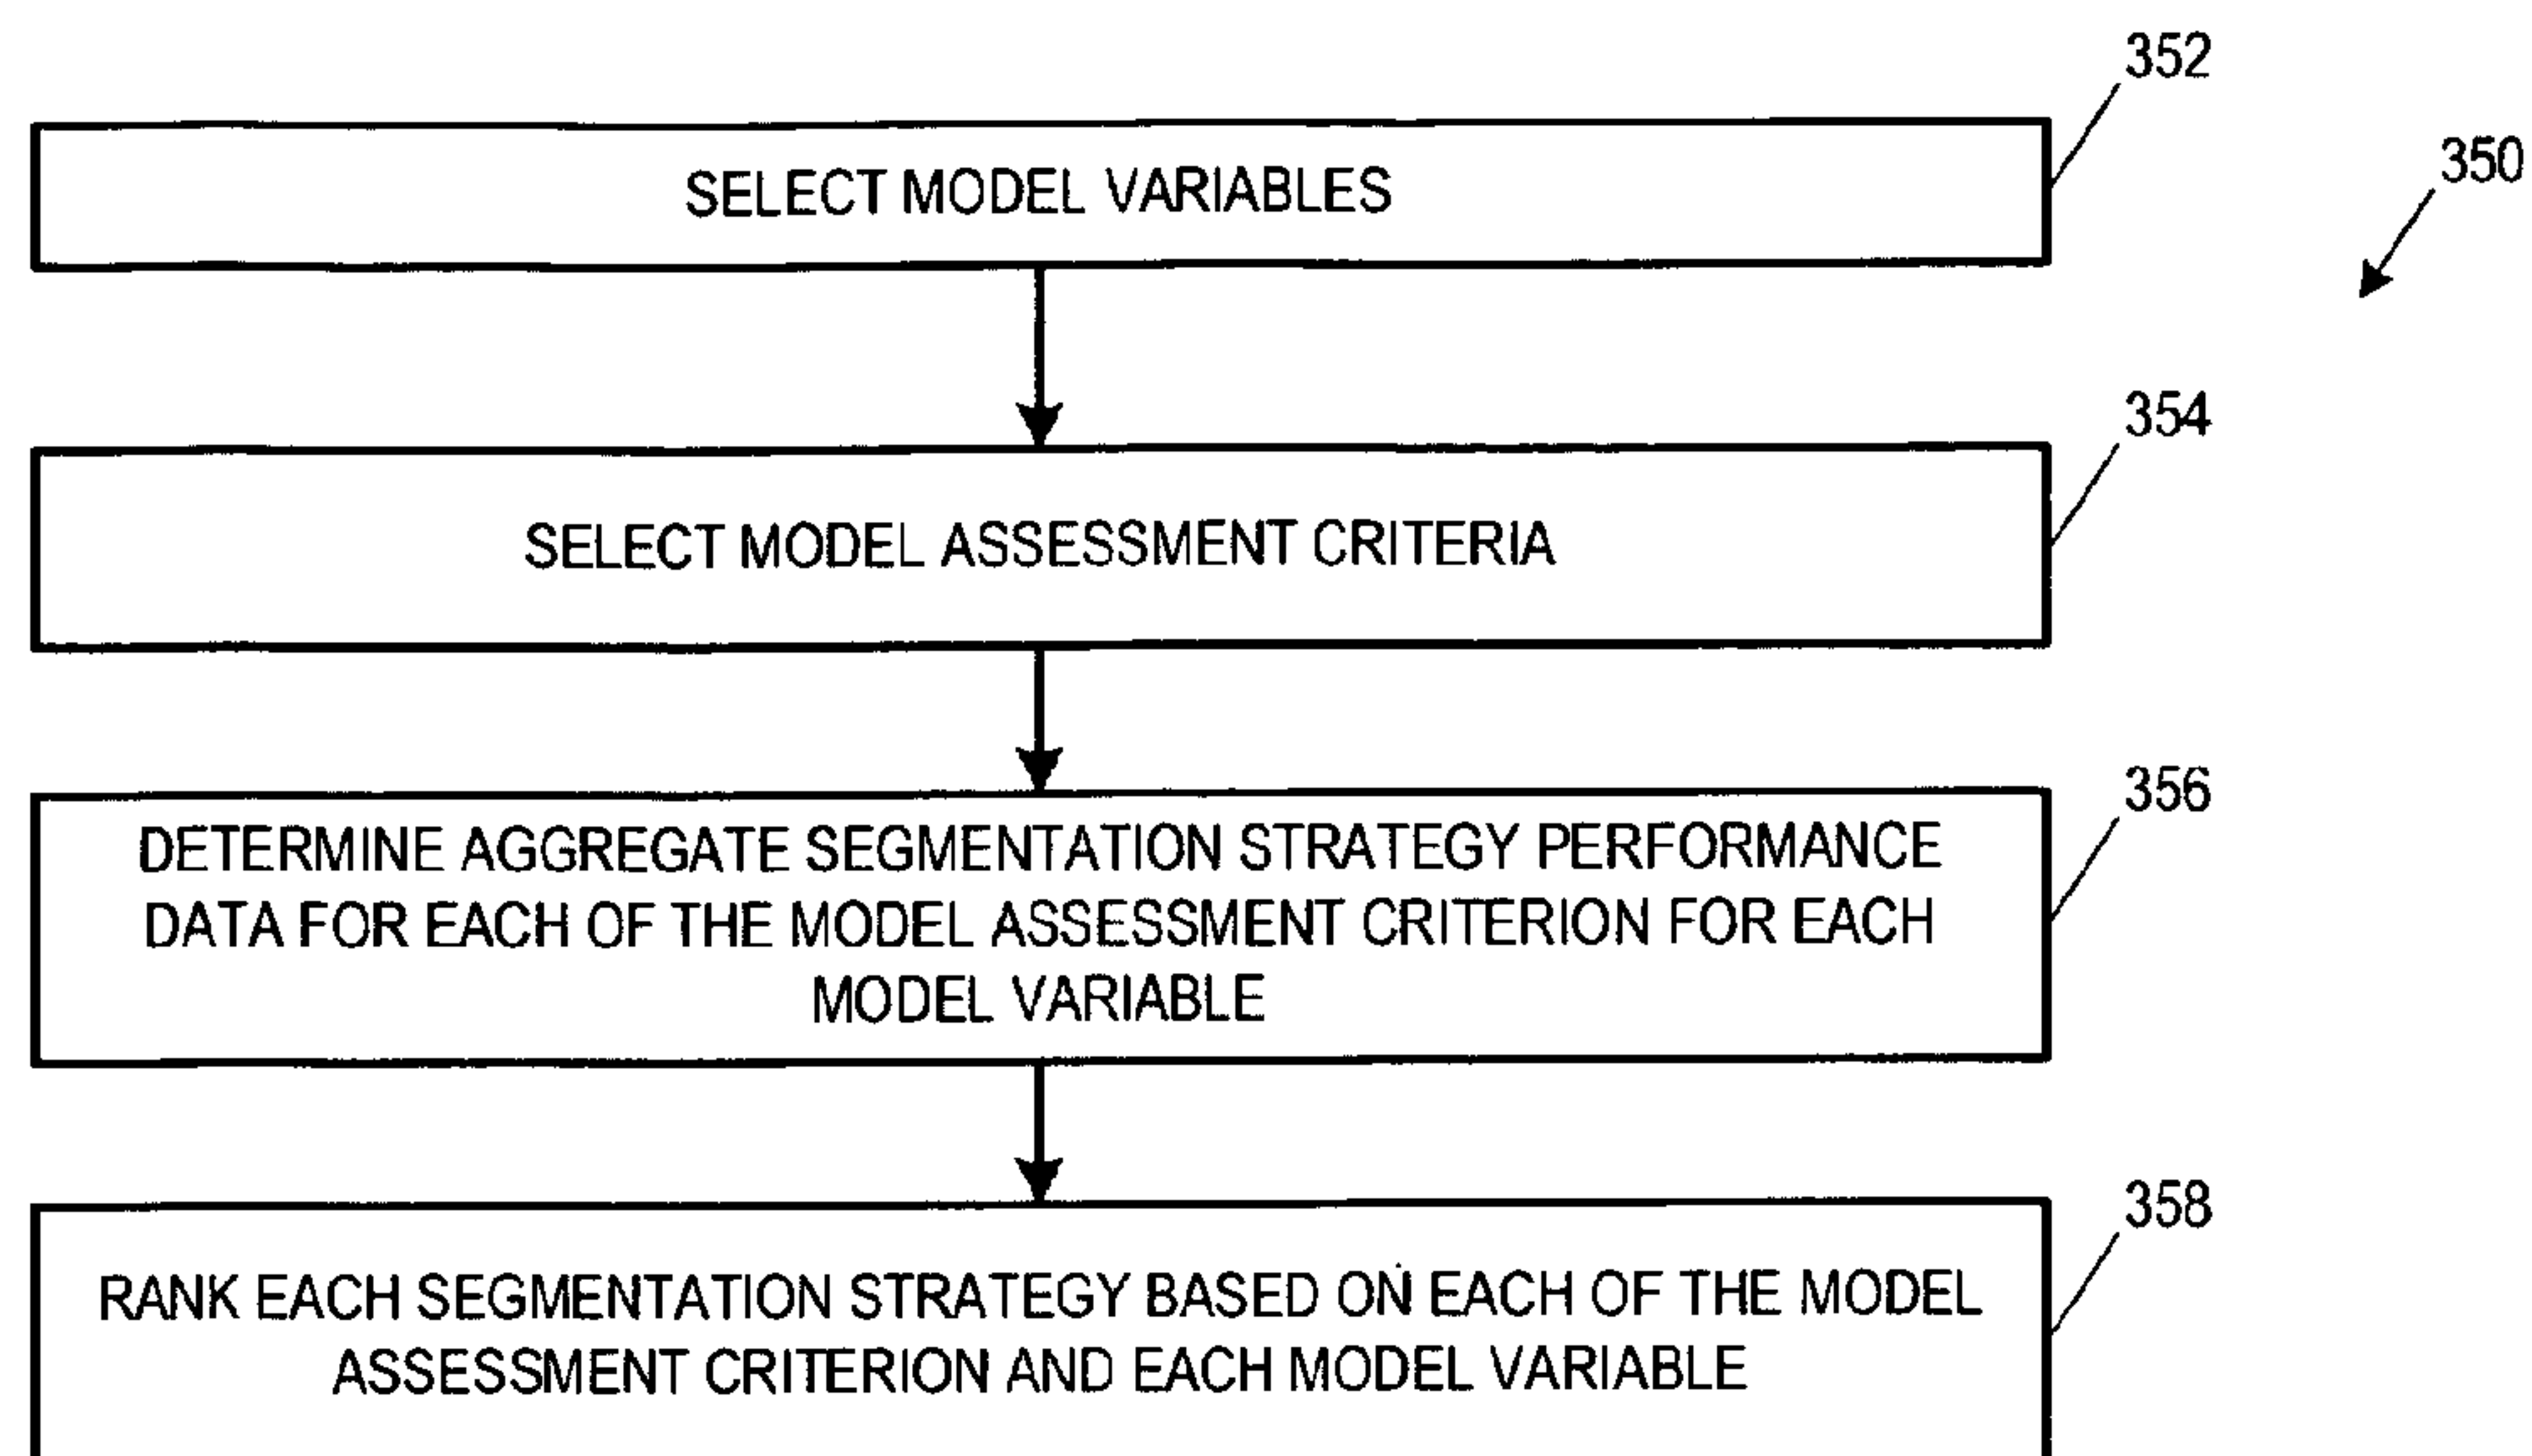 352
SELECT MODEL VARIABLES
350
354
SELECT MODEL ASSESSMENT CRITERIA
356
DETERMINE AGGREGATE SEGMENTATION STRATEGY PERFORMANCE
DATA FOR EACH OF THE MODEL ASSESSMENT CRITERION FOR EACH
MODEL VARIABLE
358
RANK EACH SEGMENTATION STRATEGY BASED ON EACH OF THE MODEL
ASSESSMENT CRITERION AND EACH MODEL VARIABLE